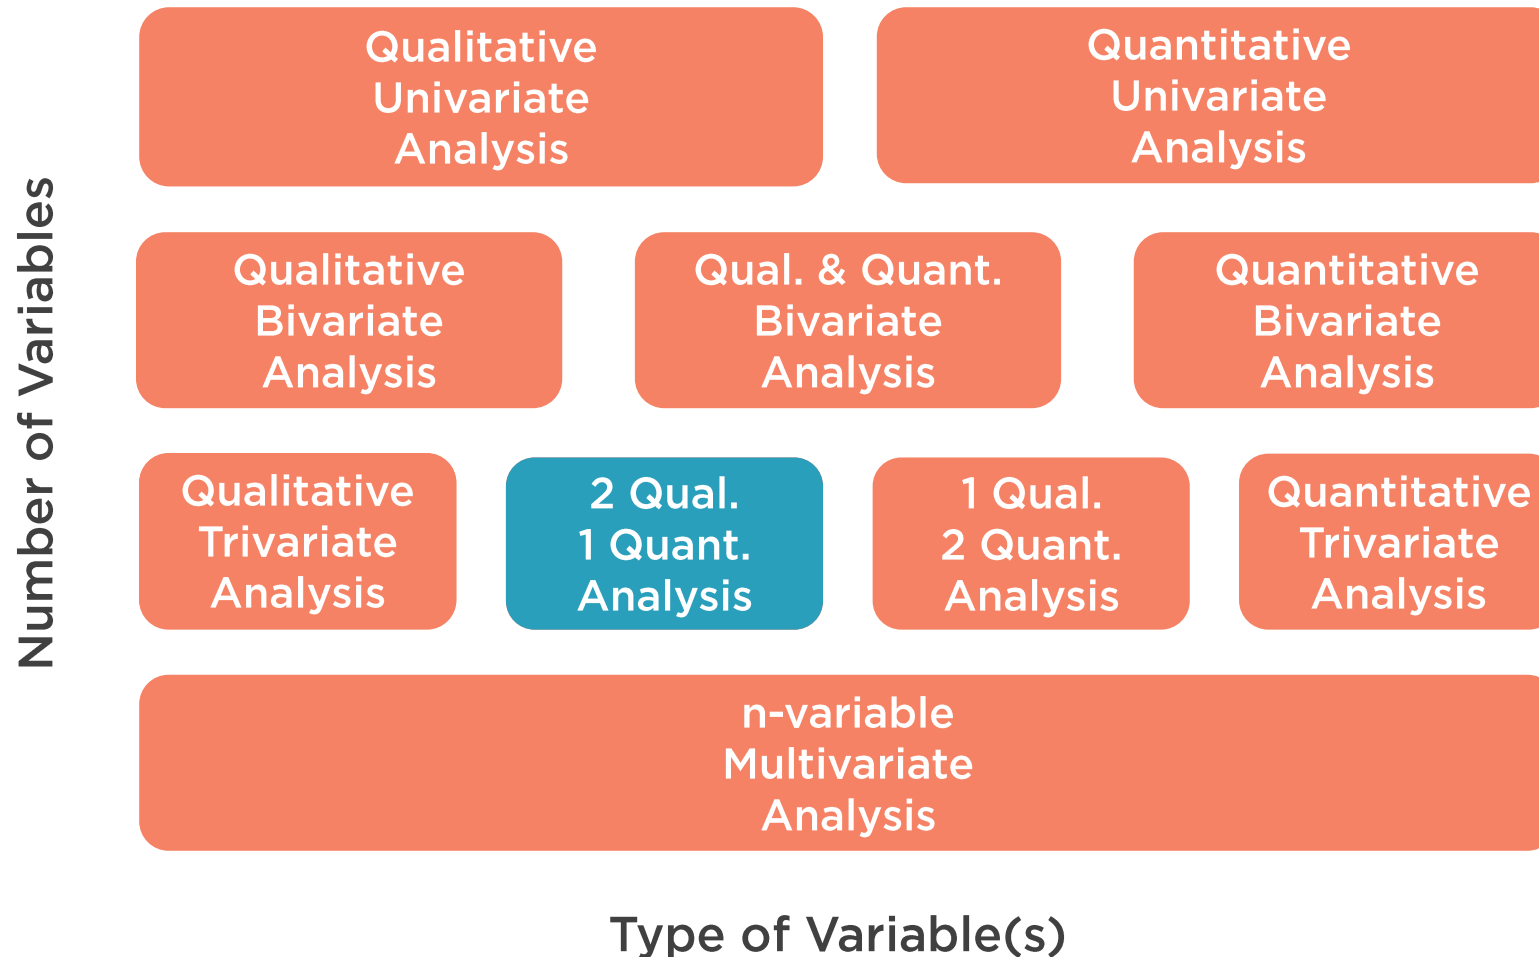 Number of Variables
Qualitative
Univariate
Analysis
Quantitative
Univariate
Analysis
Qualitative
Bivariate
Analysis
Qual. & Quant.
Bivariate
Analysis
Quantitative
Bivariate
Analysis
Qualitative
Trivariate
Analysis
2 Qual.
1 Quant.
Analysis
1 Qual.
2 Quant.
Analysis
Quantitative
Trivariate
Analysis
n-variable
Multivariate
Analysis
Type of Variable(s)